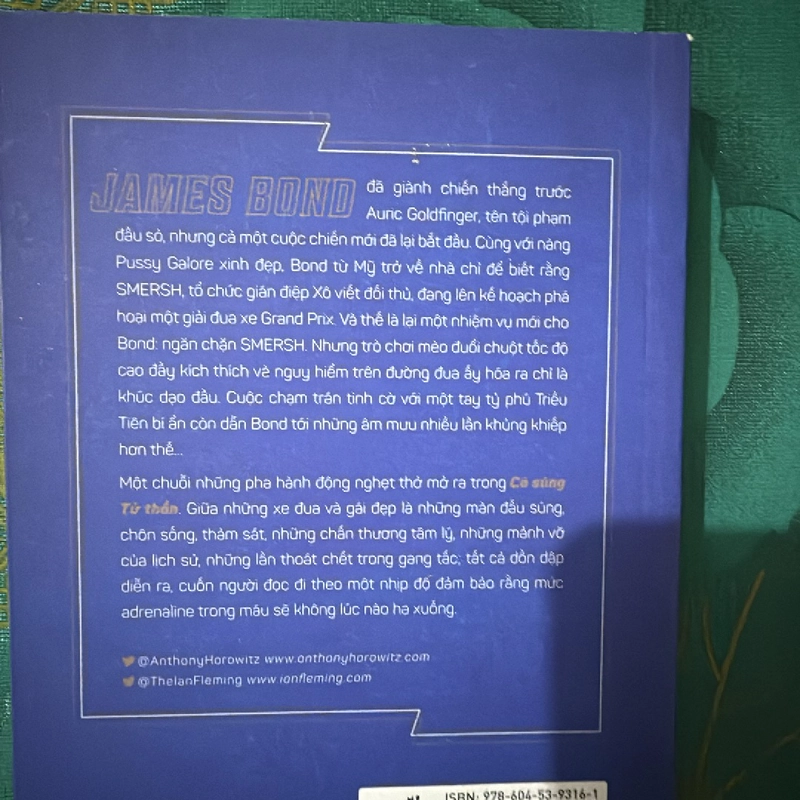 JAMES BOND đã giành chiến thắng trước
Auric Goldfinger, tên tội phạm
đầu sỏ, nhưng cả một cuộc chiến mới đã lại bắt đầu. Cùng với nàng
Pussy Galore xinh đẹp, Bond từ Mỹ trở về nhà chỉ để biết rằng
SMERSH, tổ chức gián điệp Xô viết đối thủ, đang lên kế hoạch phá
hoại một giải đua xe Grand Prix. Và thế là lại một nhiệm vụ mới cho
Bond: ngăn chặn SMERSH. Nhưng trò chơi mèo đuổi chuột tốc độ
cao đầy kích thích và nguy hiểm trên đường đua ấy hóa ra chỉ là
khúc dạo đầu. Cuộc chạm trán tình cờ với một tay tỷ phú Triều
Tiên bí ẩn còn dẫn Bond tới những âm mưu nhiều lần khủng khiếp
hơn thế...
Một chuỗi những pha hành động nghẹt thở mở ra trong Cò súng
Tử thần. Giữa những xe đua và gái đẹp là những màn đấu súng,
chôn sống, thảm sát, những chấn thương tâm lý, những mảnh vỡ
của lịch sử, những lần thoát chết trong gang tấc; tất cả dồn dập
diễn ra, cuốn người đọc đi theo một nhịp độ đảm bảo rằng mức
adrenaline trong máu sẽ không lúc nào hạ xuống.
@AnthonyHorowitz www.anthonyhorowitz.com
@TheIanFleming www.ianfleming.com
ISBN: 978-604-53-9316-1